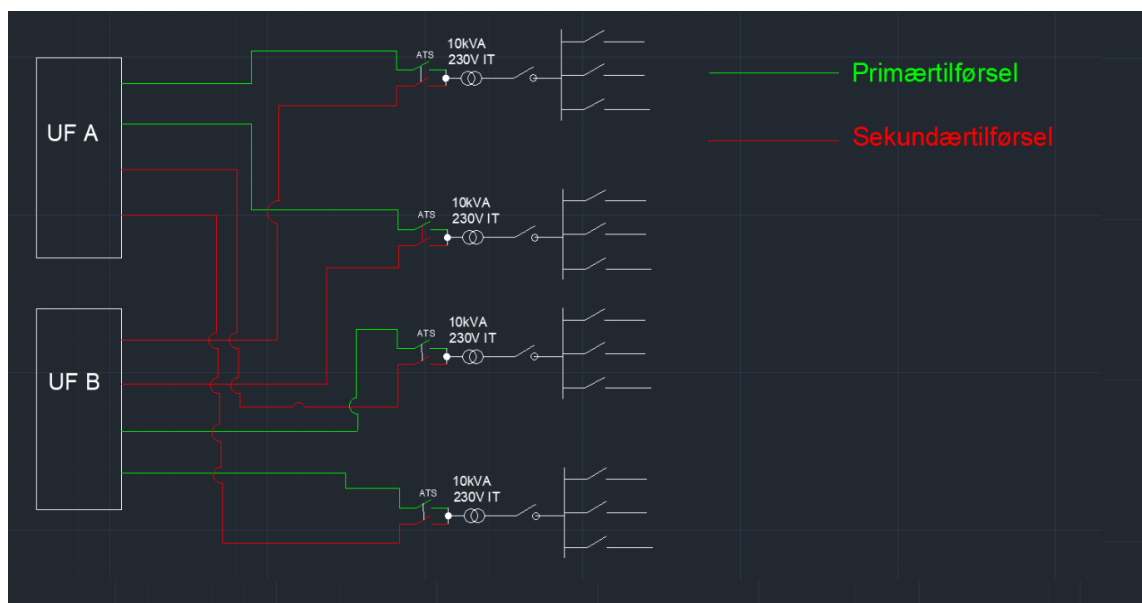 UF A
ATS
10kVA
230V IT
Primærtilførsel
Sekundærtilførsel
ATS
10kVA
230V IT
UF B
ATS
10kVA
230V IT
ATS
10kVA
230V IT